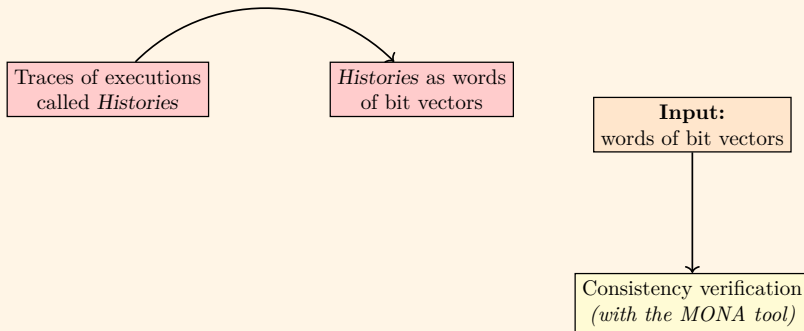 Traces of executions
called Histories
Histories as words
of bit vectors
Input:
words of bit vectors
Consistency verification
(with the MONA tool)